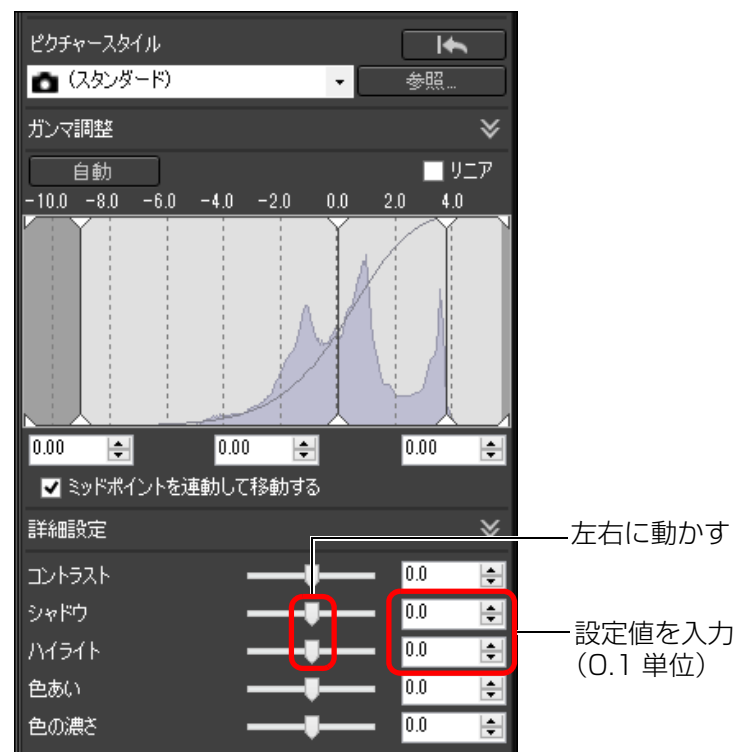 ピクチャースタイル
(スタンダード)
参照...
ガンマ調整
自動
リニア
-10.0 -8.0 -6.0 -4.0 -2.0 0.0 2.0 4.0
0.00 0.00 0.00
ミッドポイントを連動して移動する
詳細設定
左右に動かす
コントラスト 0.0
シャドウ 0.0
ハイライト 0.0
設定値を入力
（0.1 単位）
色あい 0.0
色の濃さ 0.0